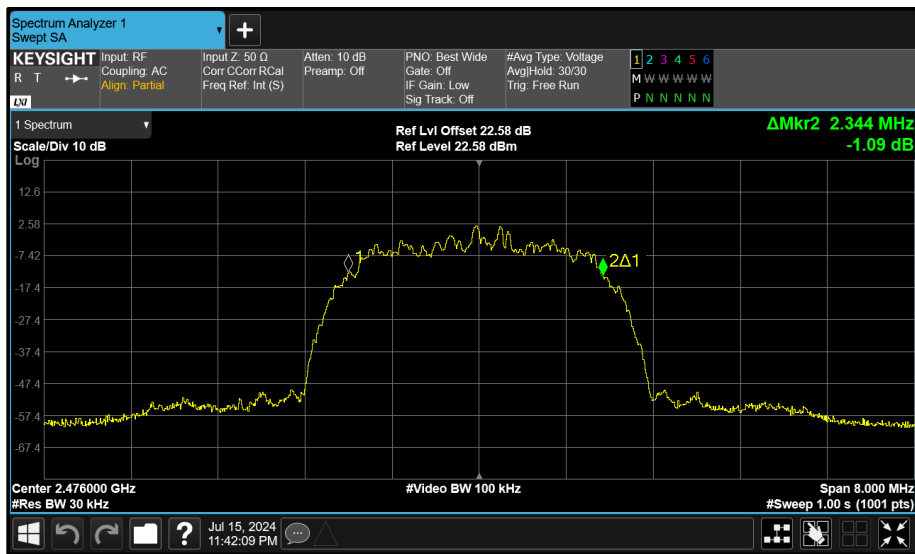 Spectrum Analyzer 1
Swept SA
+
KEYSIGHT
R T
LXI
Input: RF
Coupling: AC
Align: Partial
Input Z: 50 Ω
Corr CCorr RCal
Freq Ref: Int (S)
Atten: 10 dB
Preamp: Off
PNO: Best Wide
Gate: Off
IF Gain: Low
Sig Track: Off
#Avg Type: Voltage
Avg|Hold: 30/30
Trig: Free Run
1 2 3 4 5 6
M W W W W W
P N N N N N
1 Spectrum
Scale/Div 10 dB
Ref Lvl Offset 22.58 dB
Ref Level 22.58 dBm
ΔMkr2 2.344 MHz
-1.09 dB
Log
12.6
2.58
-7.42
-17.4
-27.4
-37.4
-47.4
-57.4
-67.4
1
2Δ1
Center 2.476000 GHz
#Video BW 100 kHz
Span 8.000 MHz
#Res BW 30 kHz
#Sweep 1.00 s (1001 pts)
?
Jul 15, 2024
11:42:09 PM